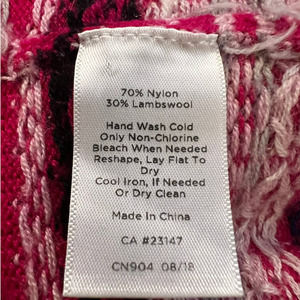 70% Nylon
30% Lambswool
Hand Wash Cold
Only Non-Chlorine
Bleach When Needed
Reshape, Lay Flat To
Dry
Cool Iron, If Needed
Or Dry Clean
Made In China
CA #23147
CN904 08/18